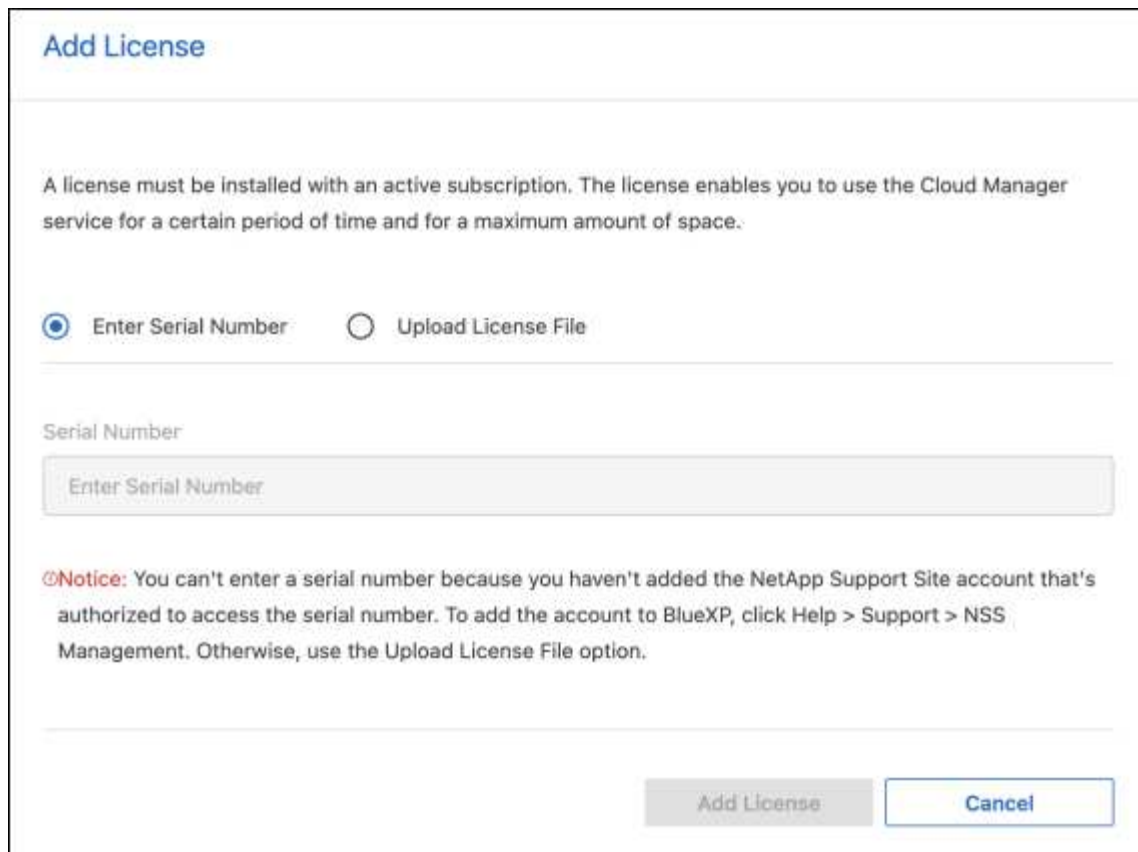 Add License
A license must be installed with an active subscription. The license enables you to use the Cloud Manager
service for a certain period of time and for a maximum amount of space.
Enter Serial Number Upload License File
Serial Number
Enter Serial Number
Notice: You can't enter a serial number because you haven't added the NetApp Support Site account that's
authorized to access the serial number. To add the account to BlueXP, click Help > Support > NSS
Management. Otherwise, use the Upload License File option.
Add License Cancel